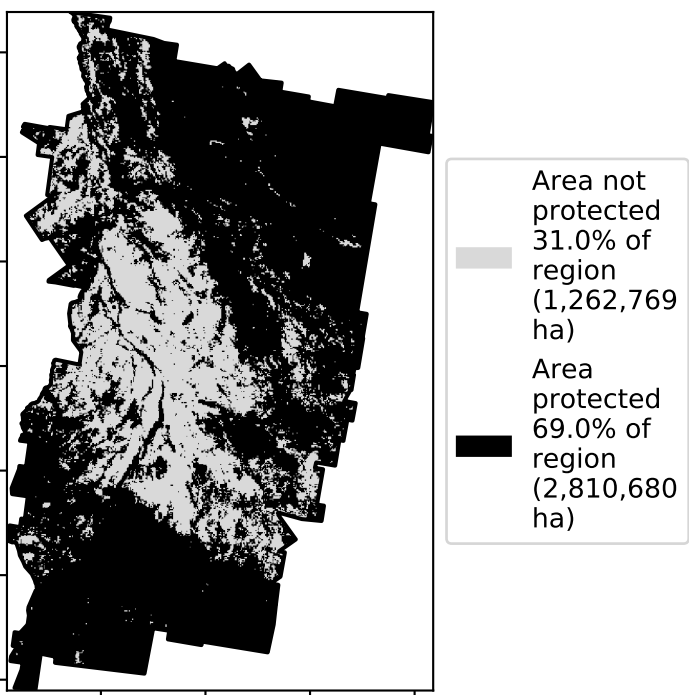 Area not
protected
31.0% of
region
(1,262,769
ha)
Area
protected
69.0% of
region
(2,810,680
ha)